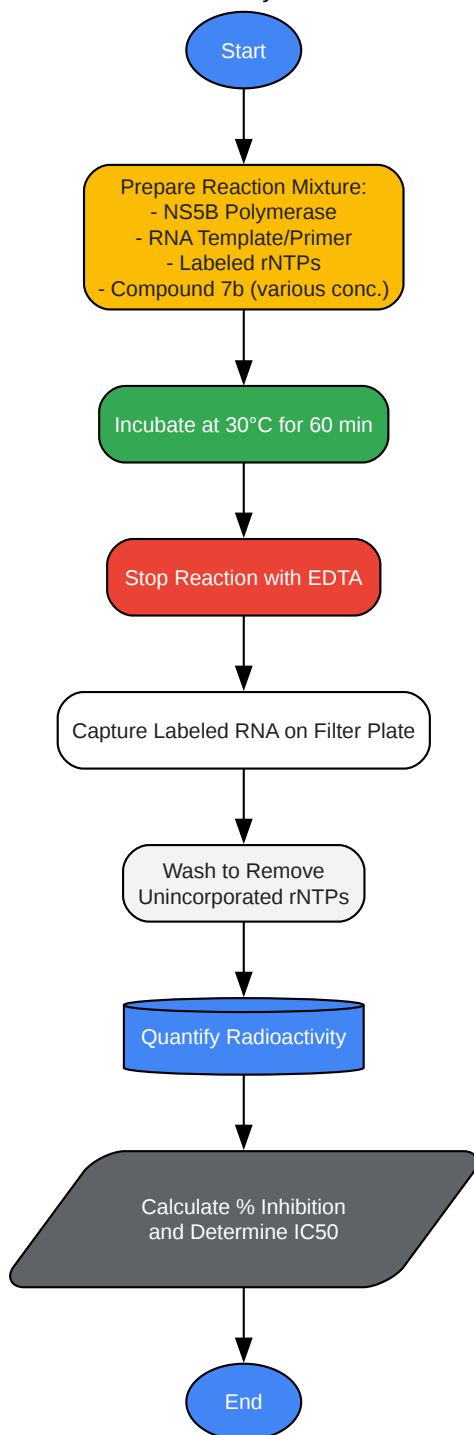 Start
Prepare Reaction Mixture:
- NS5B Polymerase
- RNA Template/Primer
- Labeled rNTPs
- Compound 7b (various conc.)
Incubate at 30°C for 60 min
Stop Reaction with EDTA
Capture Labeled RNA on Filter Plate
Wash to Remove
Unincorporated rNTPs
Quantify Radioactivity
Calculate % Inhibition
and Determine IC50
End